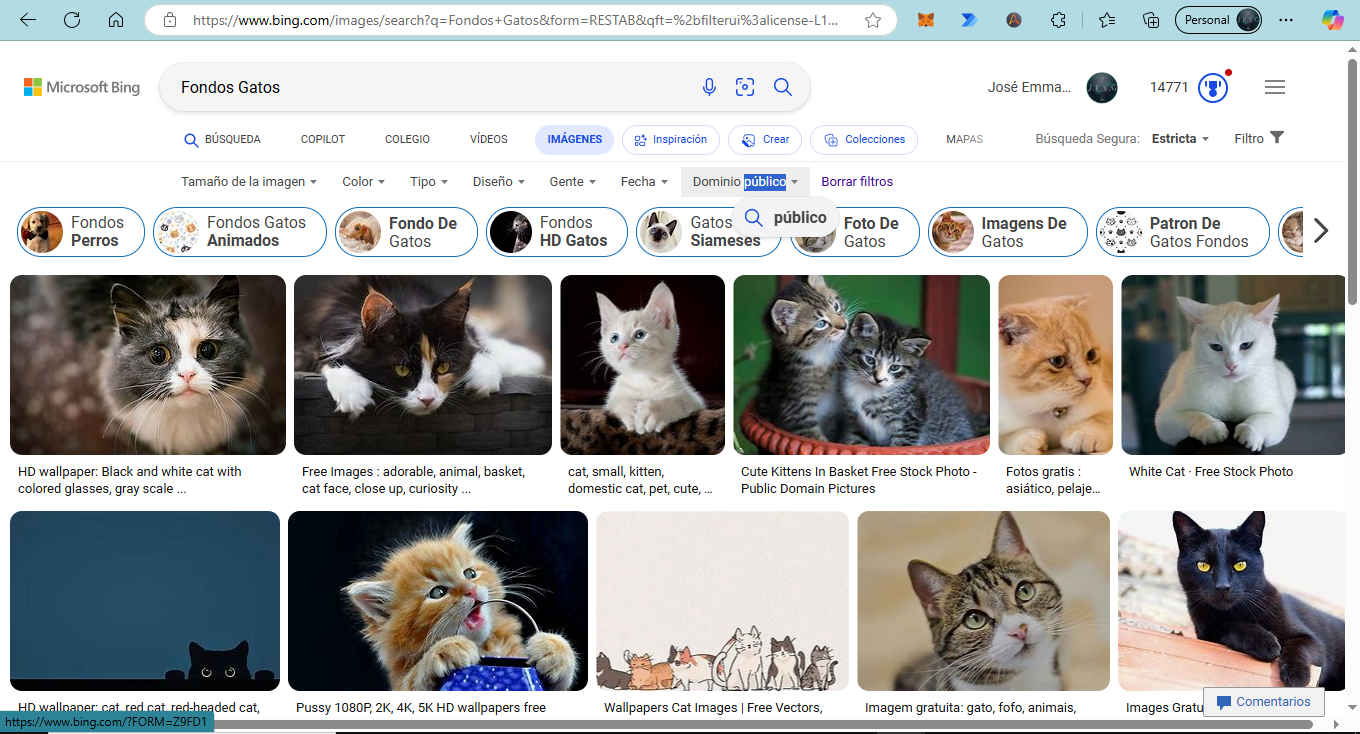 https://www.bing.com/images/search?q=Fondos+Gatos&form=RESTAB&qft=%2bfilterui%3alicense-L1...
Personal
Microsoft Bing
Fondos Gatos
José Emma...
14771
BÚSQUEDA
COPILOT
COLEGIO
VÍDEOS
IMÁGENES
Inspiración
Crear
Colecciones
MAPAS
Búsqueda Segura: Estricta
Filtro
Tamaño de la imagen
Color
Tipo
Diseño
Gente
Fecha
Dominio público
Borrar filtros
público
Fondos
Perros
Fondos Gatos
Animados
Fondo De
Gatos
Fondos
HD Gatos
Gatos
Siameses
Foto De
Gatos
Imagens De
Gatos
Patron De
Gatos Fondos
HD wallpaper: Black and white cat with
colored glasses, gray scale ...
Free Images : adorable, animal, basket,
cat face, close up, curiosity ...
cat, small, kitten,
domestic cat, pet, cute, ...
Cute Kittens In Basket Free Stock Photo -
Public Domain Pictures
Fotos gratis :
asiático, pelaje...
White Cat · Free Stock Photo
HD wallpaper: cat, red cat, red-headed cat,
Pussy 1080P, 2K, 4K, 5K HD wallpapers free
Wallpapers Cat Images | Free Vectors,
Imagem gratuita: gato, fofo, animais,
Images Gratu
Comentarios
https://www.bing.com/?FORM=Z9FD1